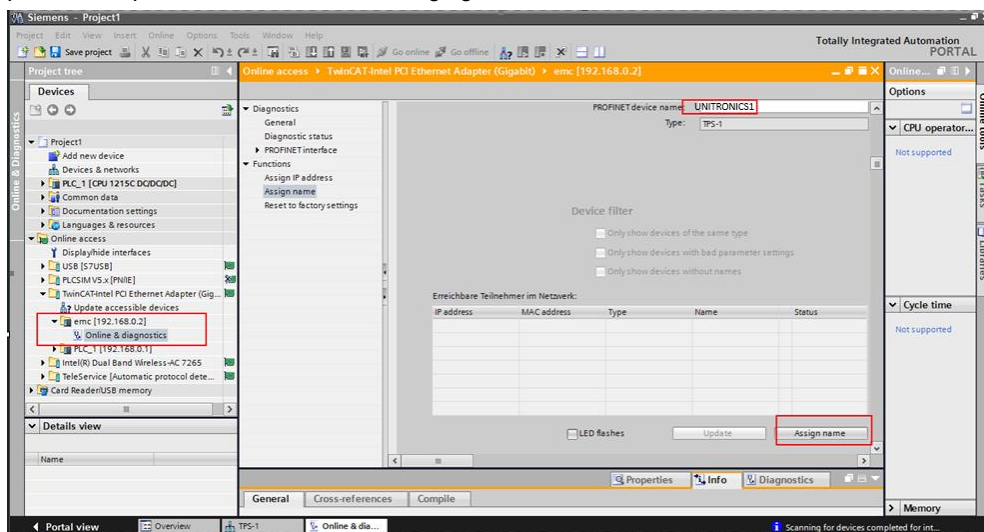 Siemens - Project1
Project Edit View Insert Online Options Tools Window Help
Totally Integrated Automation
PORTAL
Save project
Go online
Go offline
Project tree
Devices
Project1
Add new device
Devices & networks
PLC_1 [CPU 1215C DC/DC/DC]
Common data
Documentation settings
Languages & resources
Online access
Display/hide interfaces
USB [S7USB]
PLCSIM V5.x [PN/IE]
TwinCAT-Intel PCI Ethernet Adapter (Gig...
Update accessible devices
emc [192.168.0.2]
Online & diagnostics
PLC_1 [192.168.0.1]
Intel(R) Dual Band Wireless-AC 7265
TeleService [Automatic protocol dete...
Card Reader/USB memory
Details view
Name
Online & Diagnostics
Online access
TwinCAT-Intel PCI Ethernet Adapter (Gigabit)
emc [192.168.0.2]
Diagnostics
General
Diagnostic status
PROFINET interface
Functions
Assign IP address
Assign name
Reset to factory settings
PROFINET device name: UNITRONICS1
Type: TPS-1
Device filter
Only show devices of the same type
Only show devices with bad parameter settings
Only show devices without names
Erreichbare Teilnehmer im Netzwerk:
IP address MAC address Type Name Status
LED flashes Update Assign name
Properties Info Diagnostics
General Cross-references Compile
Online...
Options
CPU operator...
Not supported
Cycle time
Not supported
Memory
Online tools
Tasks
Libraries
Portal view Overview TPS-1 Online & dia...
Scanning for devices completed for int...